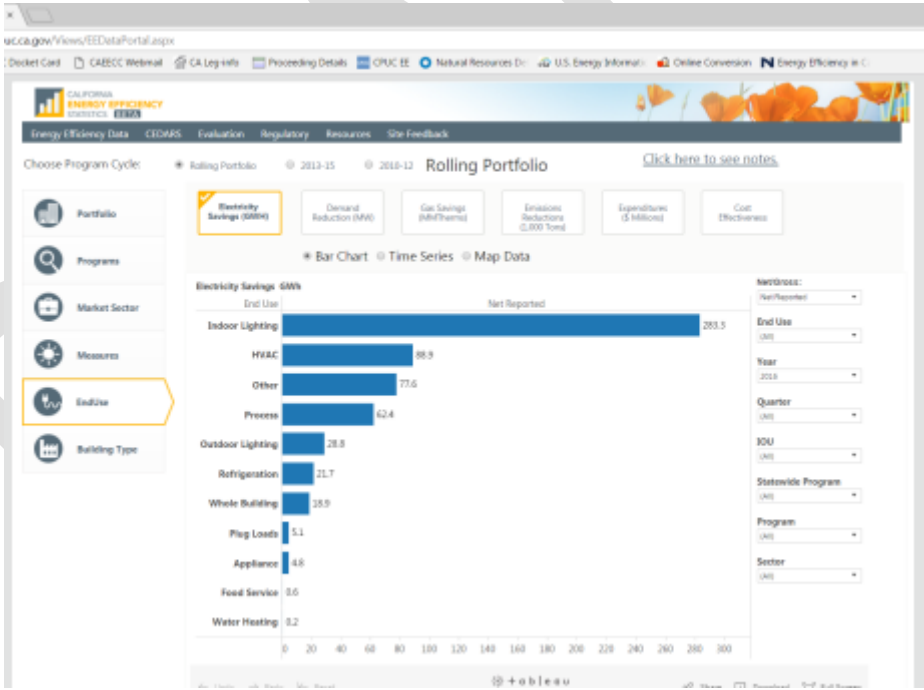 uc.ca.gov/Views/EEDataPortal.aspx
Docket Card CAEECC Webmail CA Leg info Proceeding Details CPUC EE Natural Resources De U.S. Energy Informati Online Conversion Energy Efficiency in C
CALIFORNIA
ENERGY EFFICIENCY
STATISTICS BETA
Energy Efficiency Data CEDARS Evaluation Regulatory Resources Site Feedback
Choose Program Cycle: Rolling Portfolio 2013-15 2010-12 Rolling Portfolio Click here to see notes.
Portfolio
Programs
Market Sector
Measures
EndUse
Building Type
Electricity Savings (GWH)
Demand Reduction (MW)
Gas Savings (MMTherms)
Emissions Reductions (1,000 Tons)
Expenditures ($ Millions)
Cost Effectiveness
Bar Chart Time Series Map Data
Electricity Savings GWh
End Use Net Reported
Indoor Lighting 283.3
HVAC 88.9
Other 77.6
Process 62.4
Outdoor Lighting 28.8
Refrigeration 21.7
Whole Building 18.9
Plug Loads 5.1
Appliance 4.8
Food Service 0.6
Water Heating 0.2
0 20 40 60 80 100 120 140 160 180 200 220 240 260 280 300
Net/Gross:
Net Reported
End Use
(All)
Year
2016
Quarter
(All)
IOU
(All)
Statewide Program
(All)
Program
(All)
Sector
(All)
+ableau
Share Download Full Screen